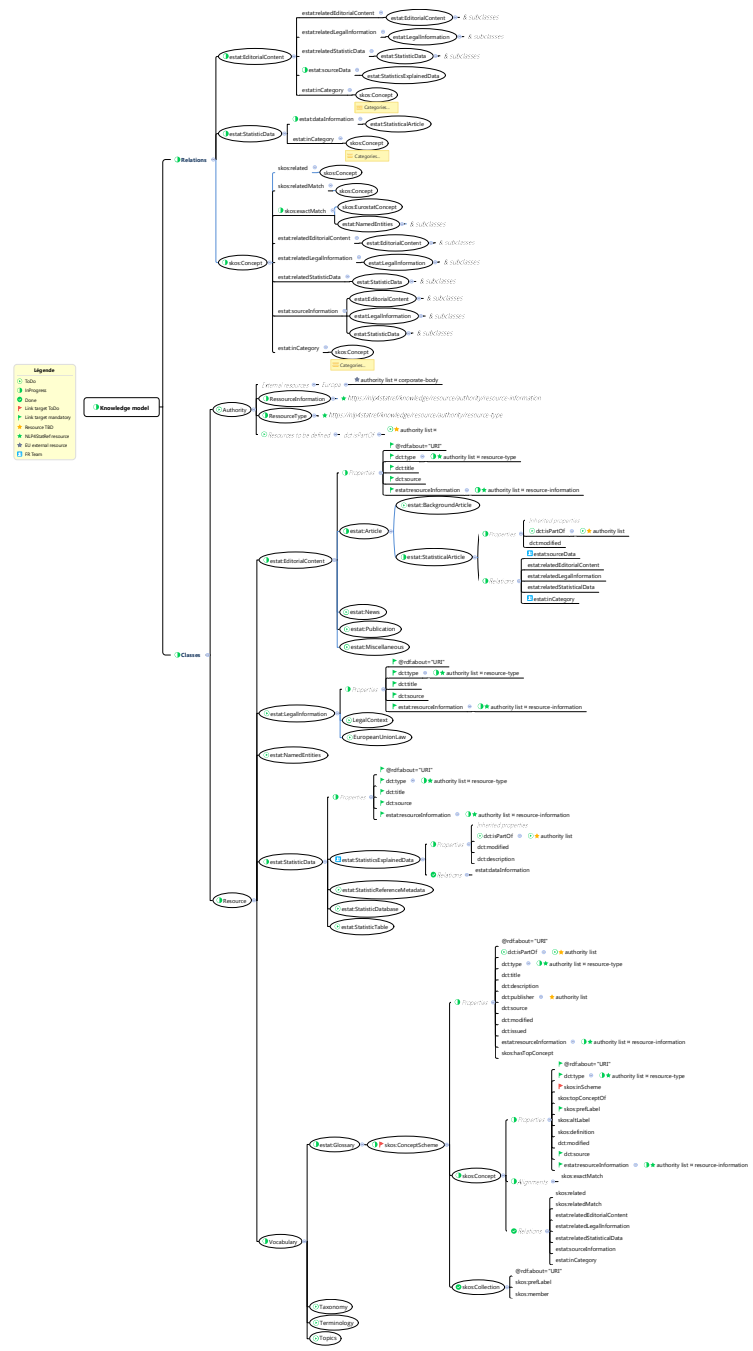 estat:relatedEditorialContent
estat:EditorialContent
& subclasses
estat:relatedLegalInformation
estat:LegalInformation
& subclasses
estat:EditorialContent
estat:relatedStatisticData
estat:StatisticData
& subclasses
estat:sourceData
estat:StatisticsExplainedData
estat:inCategory
skos:Concept
Categories...
estat:StatisticData
estat:dataInformation
estat:StatisticalArticle
estat:inCategory
skos:Concept
Categories...
Relations
skos:related
skos:Concept
skos:relatedMatch
skos:Concept
skos:exactMatch
skos:EurostatConcept
estat:NamedEntities
& subclasses
estat:relatedEditorialContent
estat:EditorialContent
& subclasses
skos:Concept
estat:relatedLegalInformation
estat:LegalInformation
& subclasses
estat:relatedStatisticData
estat:StatisticData
& subclasses
estat:sourceInformation
estat:EditorialContent
& subclasses
estat:LegalInformation
& subclasses
estat:StatisticData
& subclasses
estat:inCategory
skos:Concept
Categories...
Légende
ToDo
InProgress
Done
Link target ToDo
Link target mandatory
Resource TBD
NLP4StatRef resource
EU external resource
FR Team
Knowledge model
Authority
External resources
Europa
authority list = corporate-body
RessourceInformation
https://nlp4statref/knowledge/resource/authority/resource-information
RessourceType
https://nlp4statref/knowledge/resource/authority/resource-type
Resources to be defined
dct:isPartOf
authority list =
Properties
@rdf:about="URI"
dct:type
authority list = resource-type
dct:title
dct:source
estat:resourceInformation
authority list = resource-information
estat:EditorialContent
estat:Article
estat:BackgroundArticle
estat:StatisticalArticle
Properties
Inherited properties
dct:isPartOf
authority list
dct:modified
Relations
estat:sourceData
estat:relatedEditorialContent
estat:relatedLegalInformation
estat:relatedStatisticalData
estat:inCategory
estat:News
estat:Publication
estat:Miscellaneous
Classes
Properties
@rdf:about="URI"
dct:type
authority list = resource-type
dct:title
dct:source
estat:resourceInformation
authority list = resource-information
estat:LegalInformation
LegalContext
EuropeanUnionLaw
estat:NamedEntities
Properties
@rdf:about="URI"
dct:type
authority list = resource-type
dct:title
dct:source
estat:resourceInformation
authority list = resource-information
estat:StatisticData
estat:StatisticsExplainedData
Properties
Inherited properties
dct:isPartOf
authority list
dct:modified
dct:description
Relations
estat:dataInformation
estat:StatisticReferenceMetadata
estat:StatisticDatabase
estat:StatisticTable
Resource
Properties
@rdf:about="URI"
dct:isPartOf
authority list
dct:type
authority list = resource-type
dct:title
dct:description
dct:publisher
authority list
dct:source
dct:modified
dct:issued
estat:resourceInformation
authority list = resource-information
skos:hasTopConcept
estat:Glossary
skos:ConceptScheme
skos:Concept
Properties
@rdf:about="URI"
dct:type
authority list = resource-type
skos:inScheme
skos:topConceptOf
skos:prefLabel
skos:altLabel
skos:definition
dct:modified
dct:source
estat:resourceInformation
authority list = resource-information
Alignments
skos:exactMatch
Relations
skos:related
skos:relatedMatch
estat:relatedEditorialContent
estat:relatedLegalInformation
estat:relatedStatisticalData
estat:sourceInformation
estat:inCategory
Vocabulary
skos:Collection
@rdf:about="URI"
skos:prefLabel
skos:member
Taxonomy
Terminology
Topics